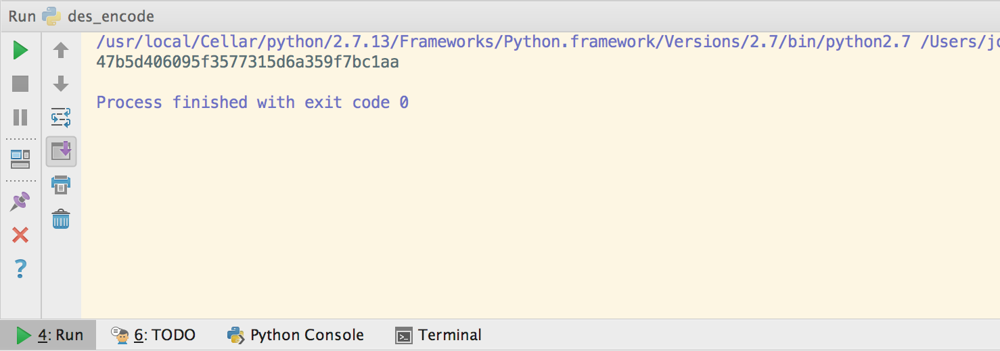 Run des_encode
/usr/local/Cellar/python/2.7.13/Frameworks/Python.framework/Versions/2.7/bin/python2.7 /Users/jo
47b5d406095f3577315d6a359f7bc1aa
Process finished with exit code 0
4: Run 6: TODO Python Console Terminal